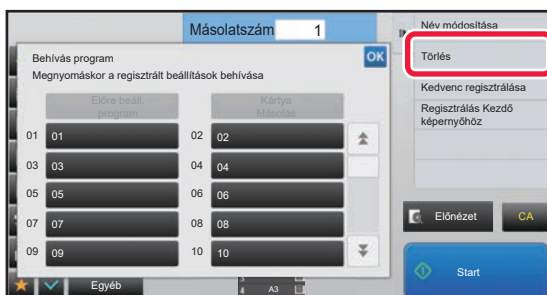 Másolatszám 1
Név módosítása
Törlés
Kedvenc regisztrálása
Regisztrálás Kezdő
képernyőhöz
Behívás program
OK
Megnyomáskor a regisztrált beállítások behívása
Előre beáll.
program
Kártya
Másolás
01 01 02 02
03 03 04 04
05 05 06 06
07 07 08 08
09 09 10 10
Előnézet
CA
Start
Egyéb
4 A3